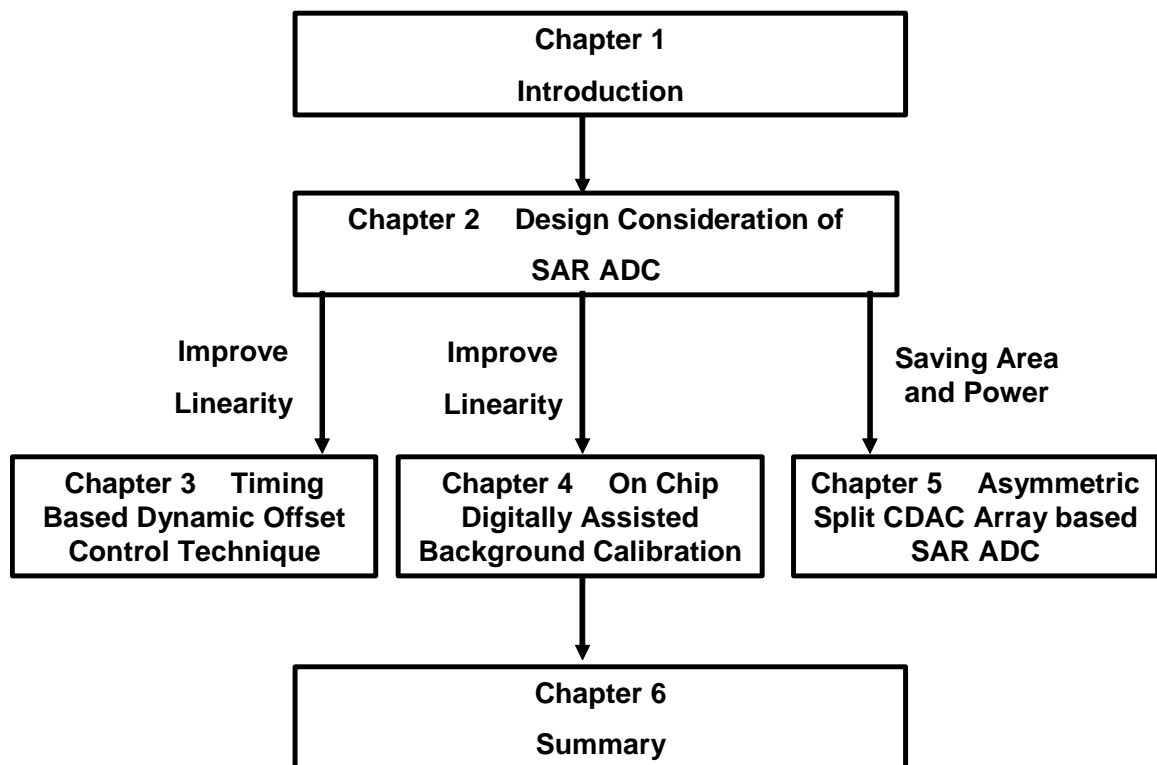 Chapter 1
Introduction
Chapter 2 Design Consideration of
SAR ADC
Improve
Linearity
Improve
Linearity
Saving Area
and Power
Chapter 3 Timing
Based Dynamic Offset
Control Technique
Chapter 4 On Chip
Digitally Assisted
Background Calibration
Chapter 5 Asymmetric
Split CDAC Array based
SAR ADC
Chapter 6
Summary